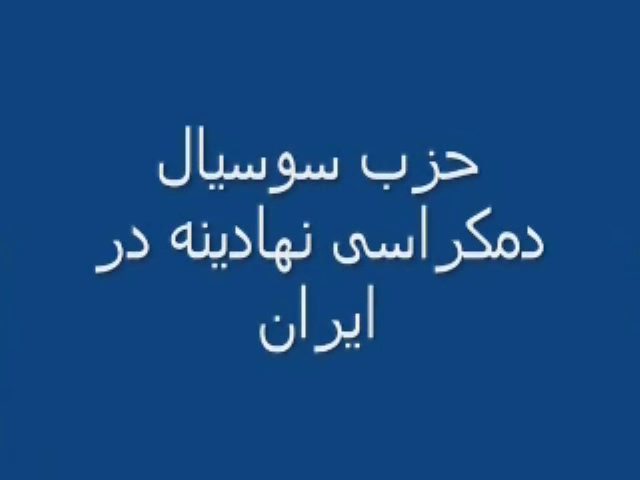 حزب سوسیال
دمکراسی نهادینه در
ایران